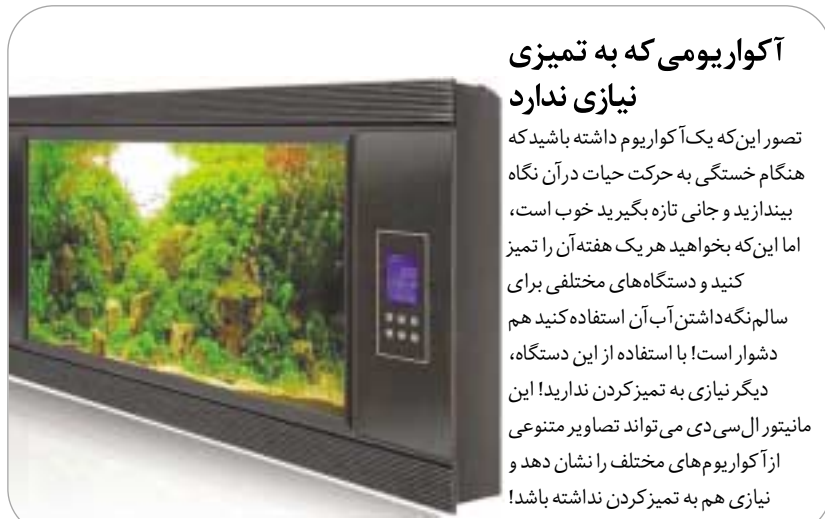 آکواریومی که به تمیزی
نیازی ندارد
تصور این‌که یک آکواریوم داشته باشید که
هنگام خستگی به حرکت حیات در آن نگاه
بیندازید و جانی تازه بگیرید خوب است،
اما این‌که بخواهید هر یک هفته آن را تمیز
کنید و دستگاه‌های مختلفی برای
سالم نگه‌داشتن آب آن استفاده کنید هم
دشوار است! با استفاده از این دستگاه،
دیگر نیازی به تمیزکردن ندارید! این
مانیتور ال‌سی‌دی می‌تواند تصاویر متنوعی
از آکواریوم‌های مختلف را نشان دهد و
نیازی هم به تمیزکردن نداشته باشد!